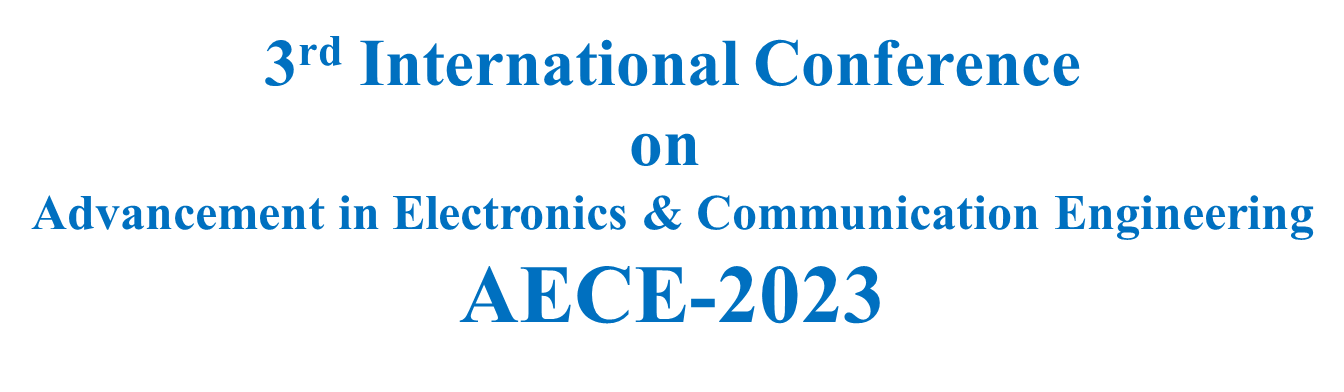 3rd International Conference
on
Advancement in Electronics & Communication Engineering
AECE-2023